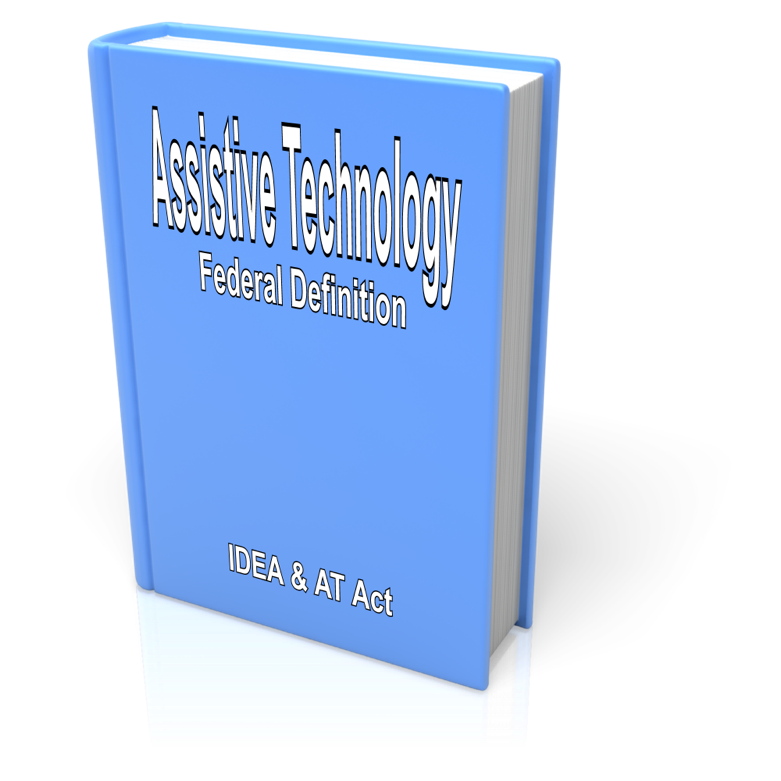 Assistive Technology
Federal Definition
IDEA & AT Act